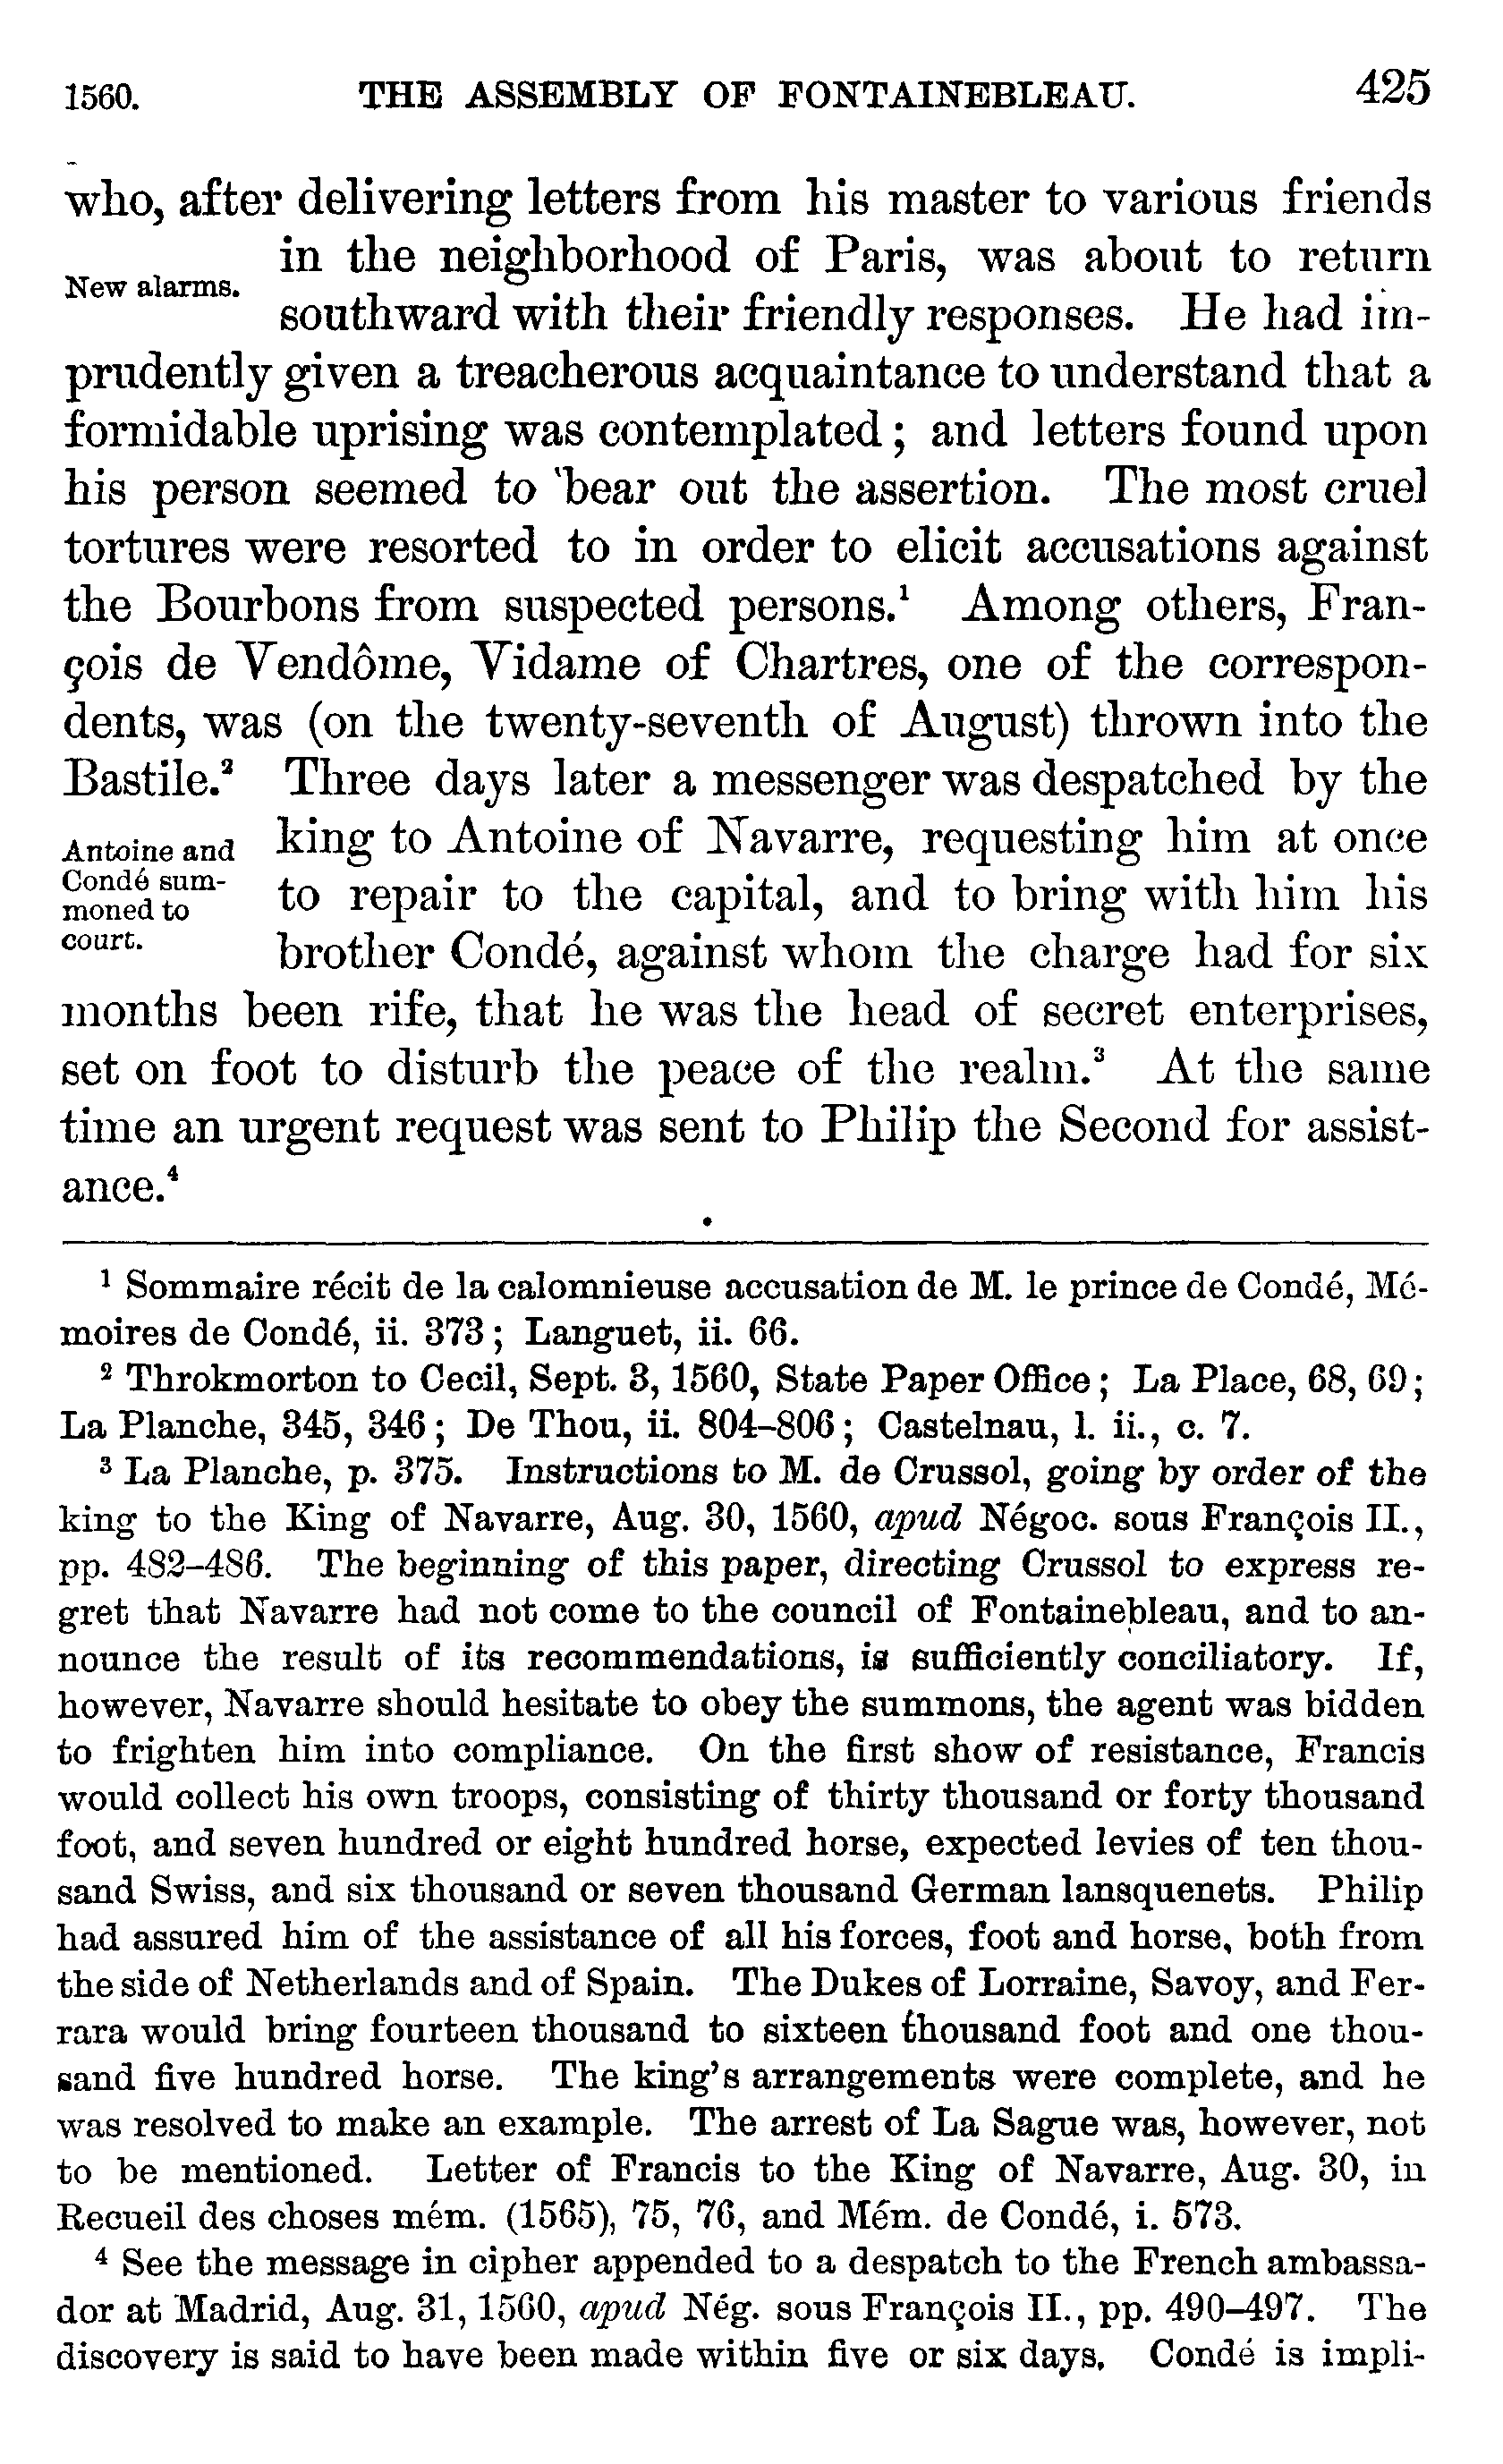 1560. THE ASSEMBLY OF FONTAINEBLEAU. 425
who, after delivering letters from his master to various friends
in the neighborhood of Paris, was about to return
New alarms.
southward with their friendly responses. He had im-
prudently given a treacherous acquaintance to understand that a
formidable uprising was contemplated; and letters found upon
his person seemed to bear out the assertion. The most cruel
tortures were resorted to in order to elicit accusations against
the Bourbons from suspected persons.¹ Among others, Fran-
çois de Vendôme, Vidame of Chartres, one of the correspon-
dents, was (on the twenty-seventh of August) thrown into the
Bastile.² Three days later a messenger was despatched by the
king to Antoine of Navarre, requesting him at once
Antoine and
Condé sum-
moned to
court.
to repair to the capital, and to bring with him his
brother Condé, against whom the charge had for six
months been rife, that he was the head of secret enterprises,
set on foot to disturb the peace of the realm.³ At the same
time an urgent request was sent to Philip the Second for assist-
ance.⁴
¹ Sommaire récit de la calomnieuse accusation de M. le prince de Condé, Mé-
moires de Condé, ii. 373; Languet, ii. 66.
² Throkmorton to Cecil, Sept. 3, 1560, State Paper Office; La Place, 68, 69;
La Planche, 345, 346; De Thou, ii. 804–806; Castelnau, l. ii., c. 7.
³ La Planche, p. 375. Instructions to M. de Crussol, going by order of the
king to the King of Navarre, Aug. 30, 1560, apud Négoc. sous François II.,
pp. 482–486. The beginning of this paper, directing Crussol to express re-
gret that Navarre had not come to the council of Fontainebleau, and to an-
nounce the result of its recommendations, is sufficiently conciliatory. If,
however, Navarre should hesitate to obey the summons, the agent was bidden
to frighten him into compliance. On the first show of resistance, Francis
would collect his own troops, consisting of thirty thousand or forty thousand
foot, and seven hundred or eight hundred horse, expected levies of ten thou-
sand Swiss, and six thousand or seven thousand German lansquenets. Philip
had assured him of the assistance of all his forces, foot and horse, both from
the side of Netherlands and of Spain. The Dukes of Lorraine, Savoy, and Fer-
rara would bring fourteen thousand to sixteen thousand foot and one thou-
sand five hundred horse. The king's arrangements were complete, and he
was resolved to make an example. The arrest of La Sague was, however, not
to be mentioned. Letter of Francis to the King of Navarre, Aug. 30, in
Recueil des choses mém. (1565), 75, 76, and Mém. de Condé, i. 573.
⁴ See the message in cipher appended to a despatch to the French ambassa-
dor at Madrid, Aug. 31, 1560, apud Nég. sous François II., pp. 490–497. The
discovery is said to have been made within five or six days. Condé is impli-